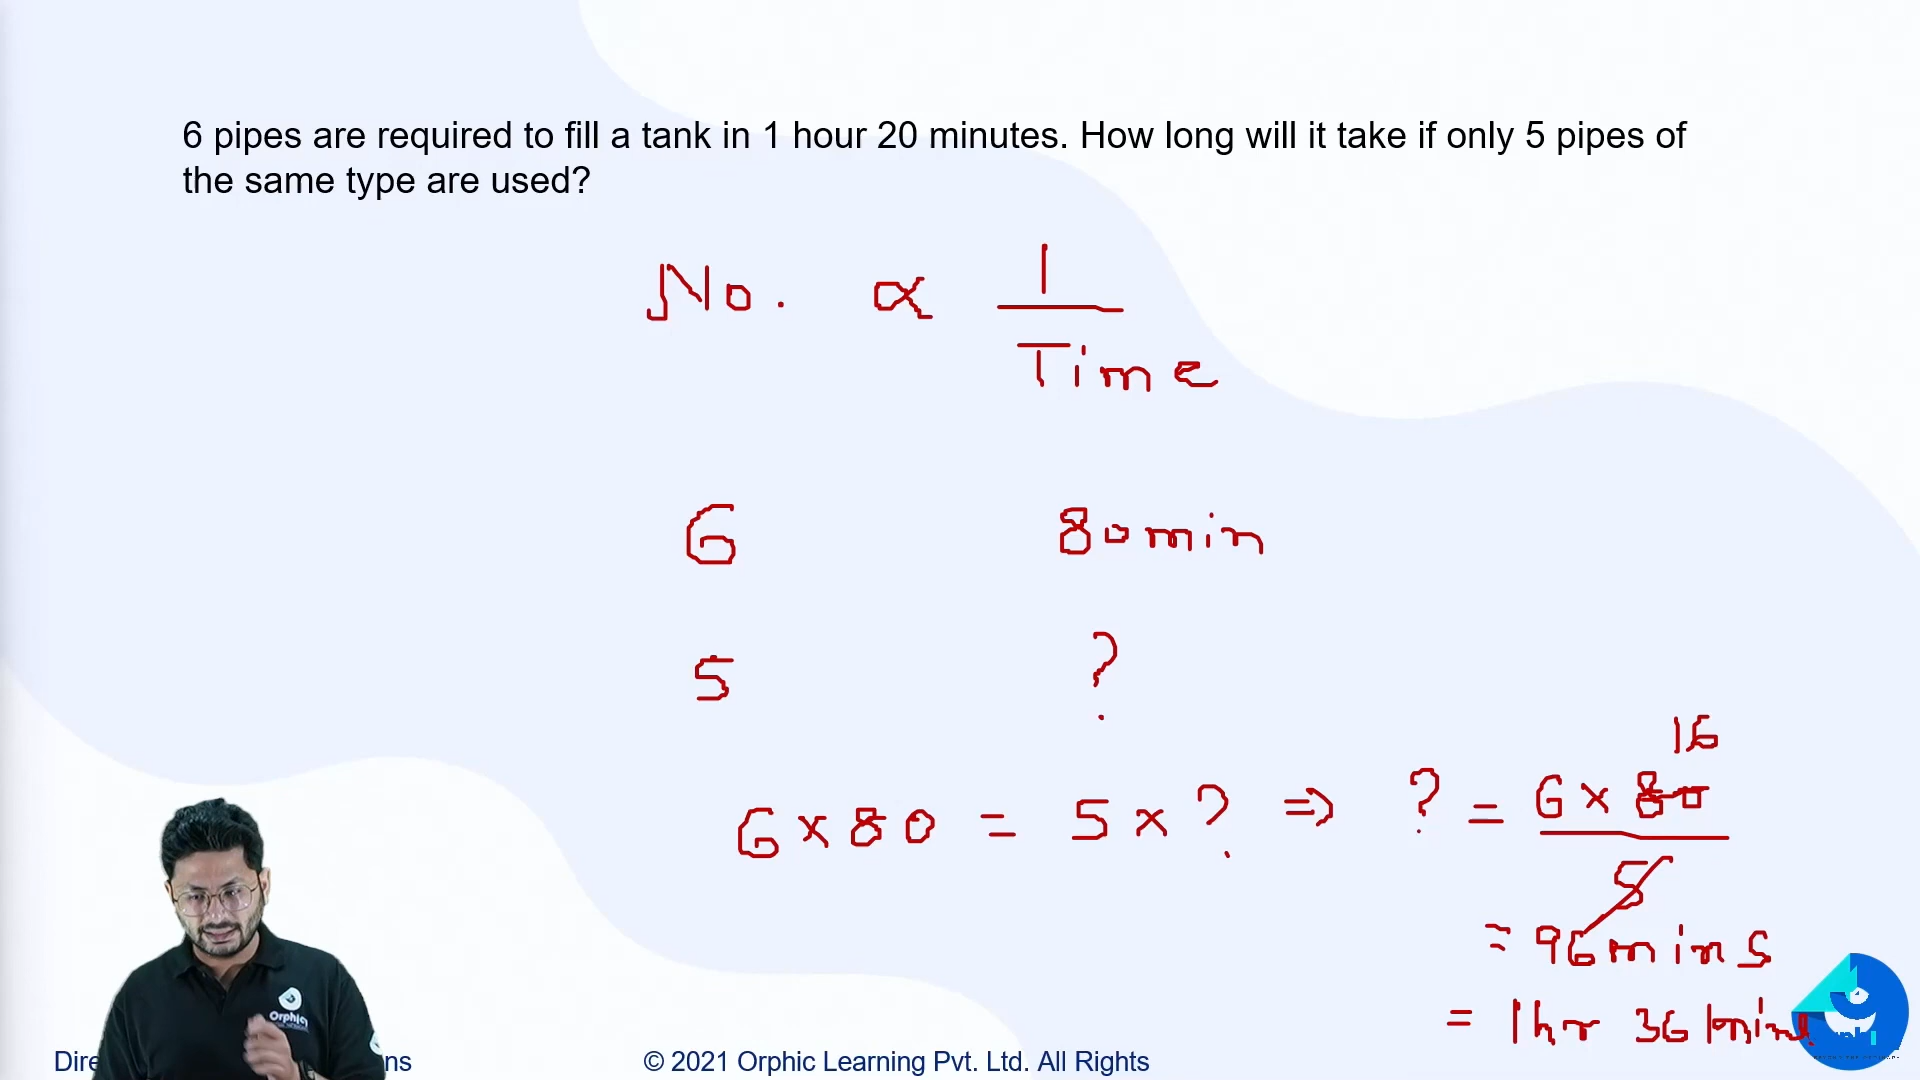 6 pipes are required to fill a tank in 1 hour 20 minutes. How long will it take if only 5 pipes of
the same type are used?
No. ∝ 1
Time
6 80min
5 ?
16
6 × 80 = 5 × ? ⇒ ? = 6 × 80
5
= 96mins
= 1hr 36 mins
Orphic
Dire ns © 2021 Orphic Learning Pvt. Ltd. All Rights